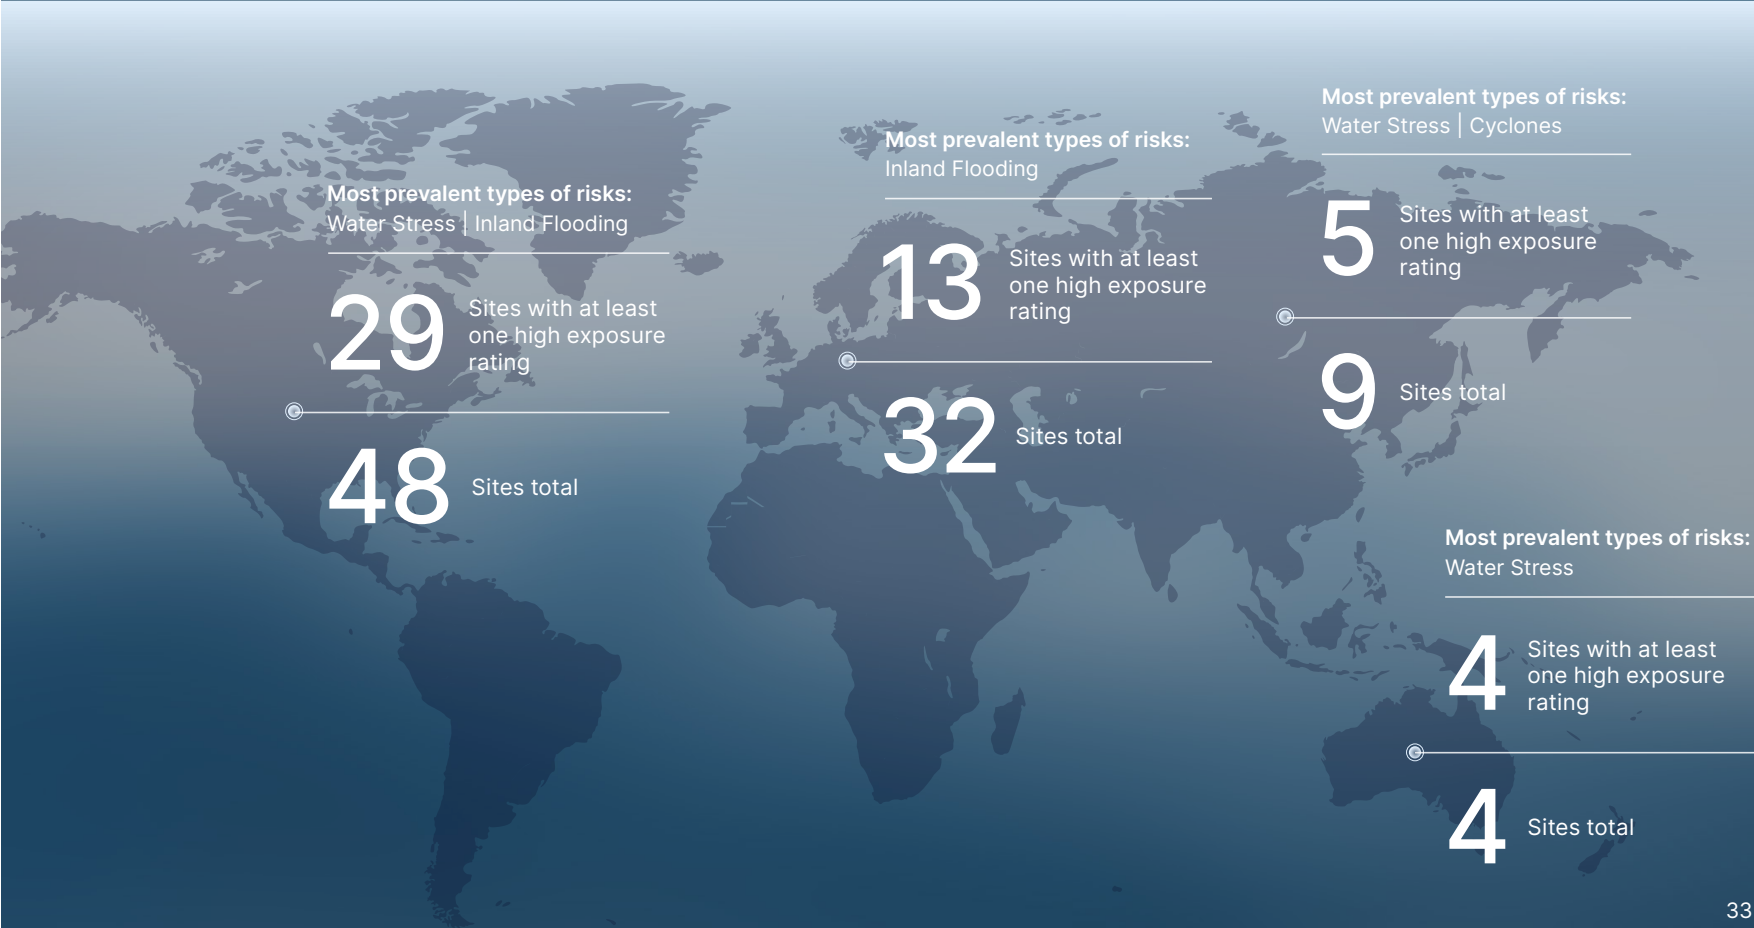 Most prevalent types of risks:
Water Stress | Inland Flooding
29
Sites with at least
one high exposure
rating
48
Sites total
Most prevalent types of risks:
Inland Flooding
13
Sites with at least
one high exposure
rating
32
Sites total
Most prevalent types of risks:
Water Stress | Cyclones
5
Sites with at least
one high exposure
rating
9
Sites total
Most prevalent types of risks:
Water Stress
4
Sites with at least
one high exposure
rating
4
Sites total
33